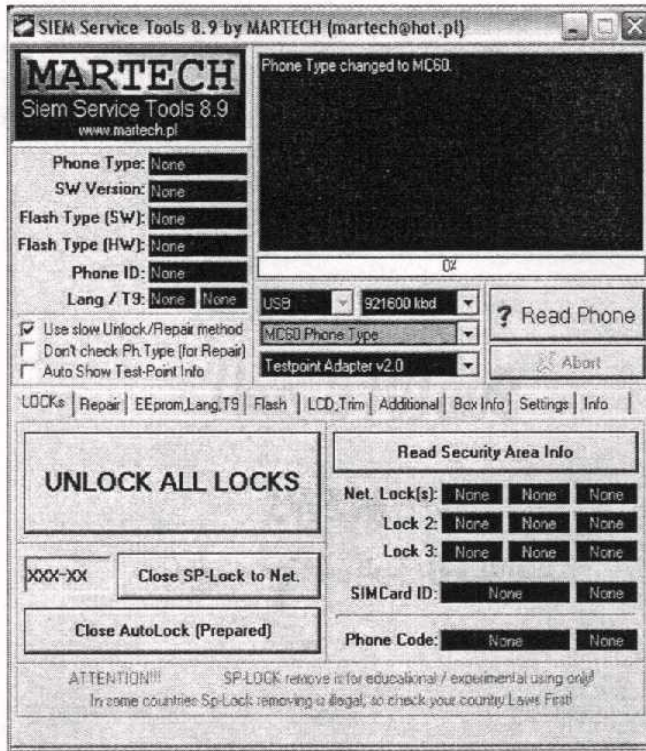 SIEM Service Tools 8.9 by MARTECH (martech@hot.pl)
MARTECH
Siem Service Tools 8.9
www.martech.pl
Phone Type changed to MC60.
Phone Type: None
SW Version: None
Flash Type (SW): None
Flash Type (HW): None
Phone ID: None
Lang / T9: None None
0%
Use slow Unlock/Repair method
Don't check Ph.Type (for Repair)
Auto Show Test-Point Info
USB 921600 kbd
MC60 Phone Type
Testpoint Adapter v2.0
? Read Phone
Abort
LOCKs Repair EEprom,Lang,T9 Flash LCD,Trim Additional Box Info Settings Info
UNLOCK ALL LOCKS
XXX-XX Close SP-Lock to Net.
Close AutoLock (Prepared)
Read Security Area Info
Net. Lock(s): None None None
Lock 2: None None None
Lock 3: None None None
SIMCard ID: None None
Phone Code: None None
ATTENTION!!! SP-LOCK remove is for educational / experimental using only!
In some countries Sp-Lock removing is illegal, so check your country Laws First!